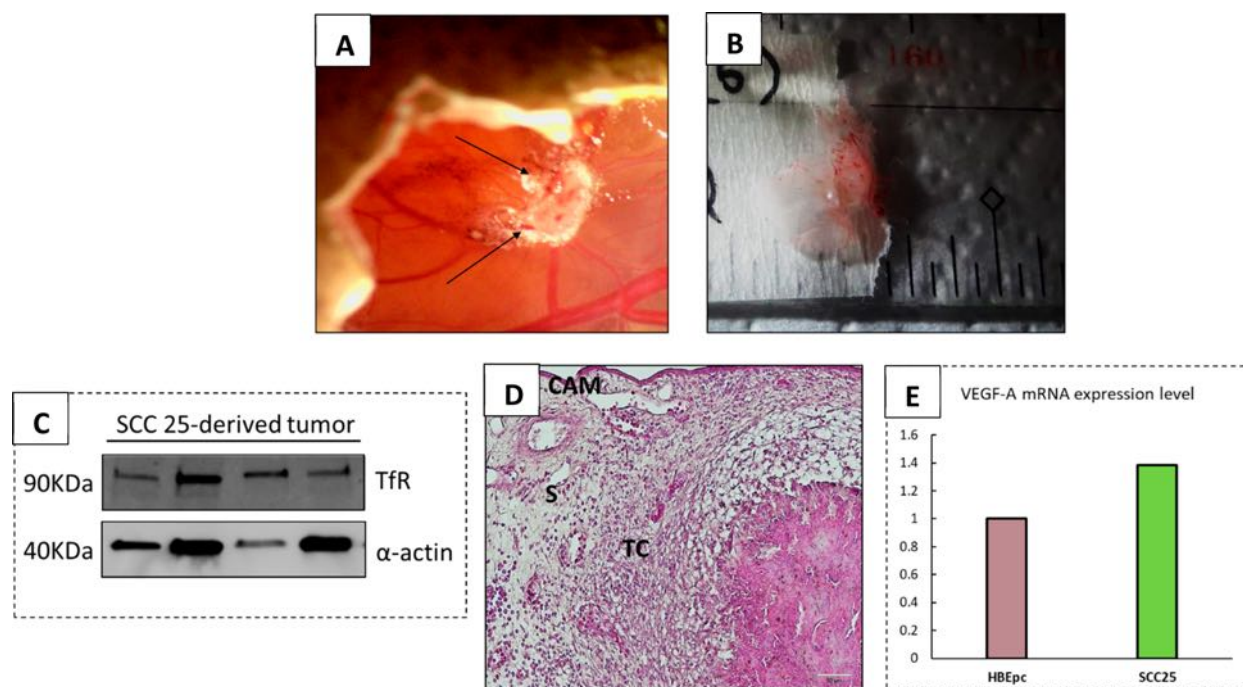 A
B
6)
160
C
SCC 25-derived tumor
90KDa
TfR
40KDa
α-actin
D
CAM
S
TC
E
VEGF-A mRNA expression level
1.6
1.4
1.2
1
0.8
0.6
0.4
0.2
0
HBEpc
SCC25